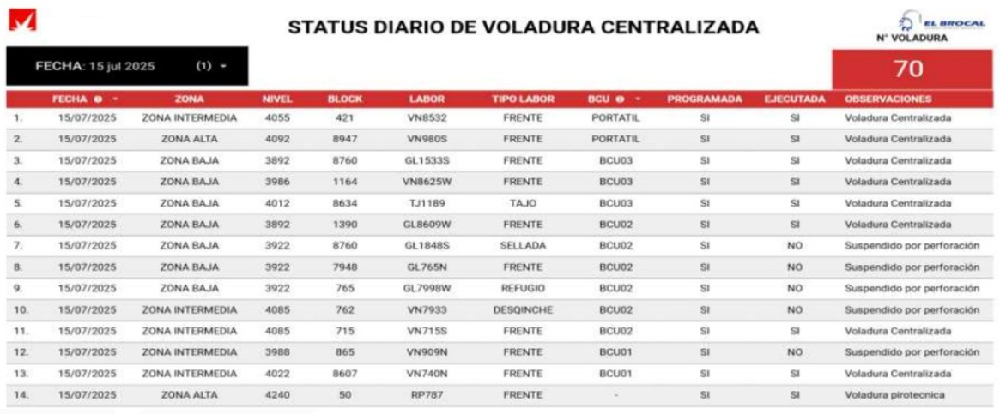 STATUS DIARIO DE VOLADURA CENTRALIZADA
EL BROCAL
N° VOLADURA
FECHA: 15 jul 2025 (1)
70
FECHA ZONA NIVEL BLOCK LABOR TIPO LABOR BCU PROGRAMADA EJECUTADA OBSERVACIONES
1. 15/07/2025 ZONA INTERMEDIA 4055 421 VN8532 FRENTE PORTATIL SI SI Voladura Centralizada
2. 15/07/2025 ZONA ALTA 4092 8947 VN980S FRENTE PORTATIL SI SI Voladura Centralizada
3. 15/07/2025 ZONA BAJA 3892 8760 GL1533S FRENTE BCU03 SI SI Voladura Centralizada
4. 15/07/2025 ZONA BAJA 3986 1164 VN8625W FRENTE BCU03 SI SI Voladura Centralizada
5. 15/07/2025 ZONA BAJA 4012 8634 TJ1189 TAJO BCU03 SI SI Voladura Centralizada
6. 15/07/2025 ZONA BAJA 3892 1390 GL8609W FRENTE BCU02 SI SI Voladura Centralizada
7. 15/07/2025 ZONA BAJA 3922 8760 GL1848S SELLADA BCU02 SI NO Suspendido por perforación
8. 15/07/2025 ZONA BAJA 3922 7948 GL765N FRENTE BCU02 SI NO Suspendido por perforación
9. 15/07/2025 ZONA BAJA 3922 765 GL7998W REFUGIO BCU02 SI NO Suspendido por perforación
10. 15/07/2025 ZONA INTERMEDIA 4085 762 VN7933 DESQINCHE BCU02 SI NO Suspendido por perforación
11. 15/07/2025 ZONA INTERMEDIA 4085 715 VN715S FRENTE BCU02 SI SI Voladura Centralizada
12. 15/07/2025 ZONA INTERMEDIA 3988 865 VN909N FRENTE BCU01 SI NO Suspendido por perforación
13. 15/07/2025 ZONA INTERMEDIA 4022 8607 VN740N FRENTE BCU01 SI SI Voladura Centralizada
14. 15/07/2025 ZONA ALTA 4240 50 RP787 FRENTE - SI SI Voladura pirotecnica